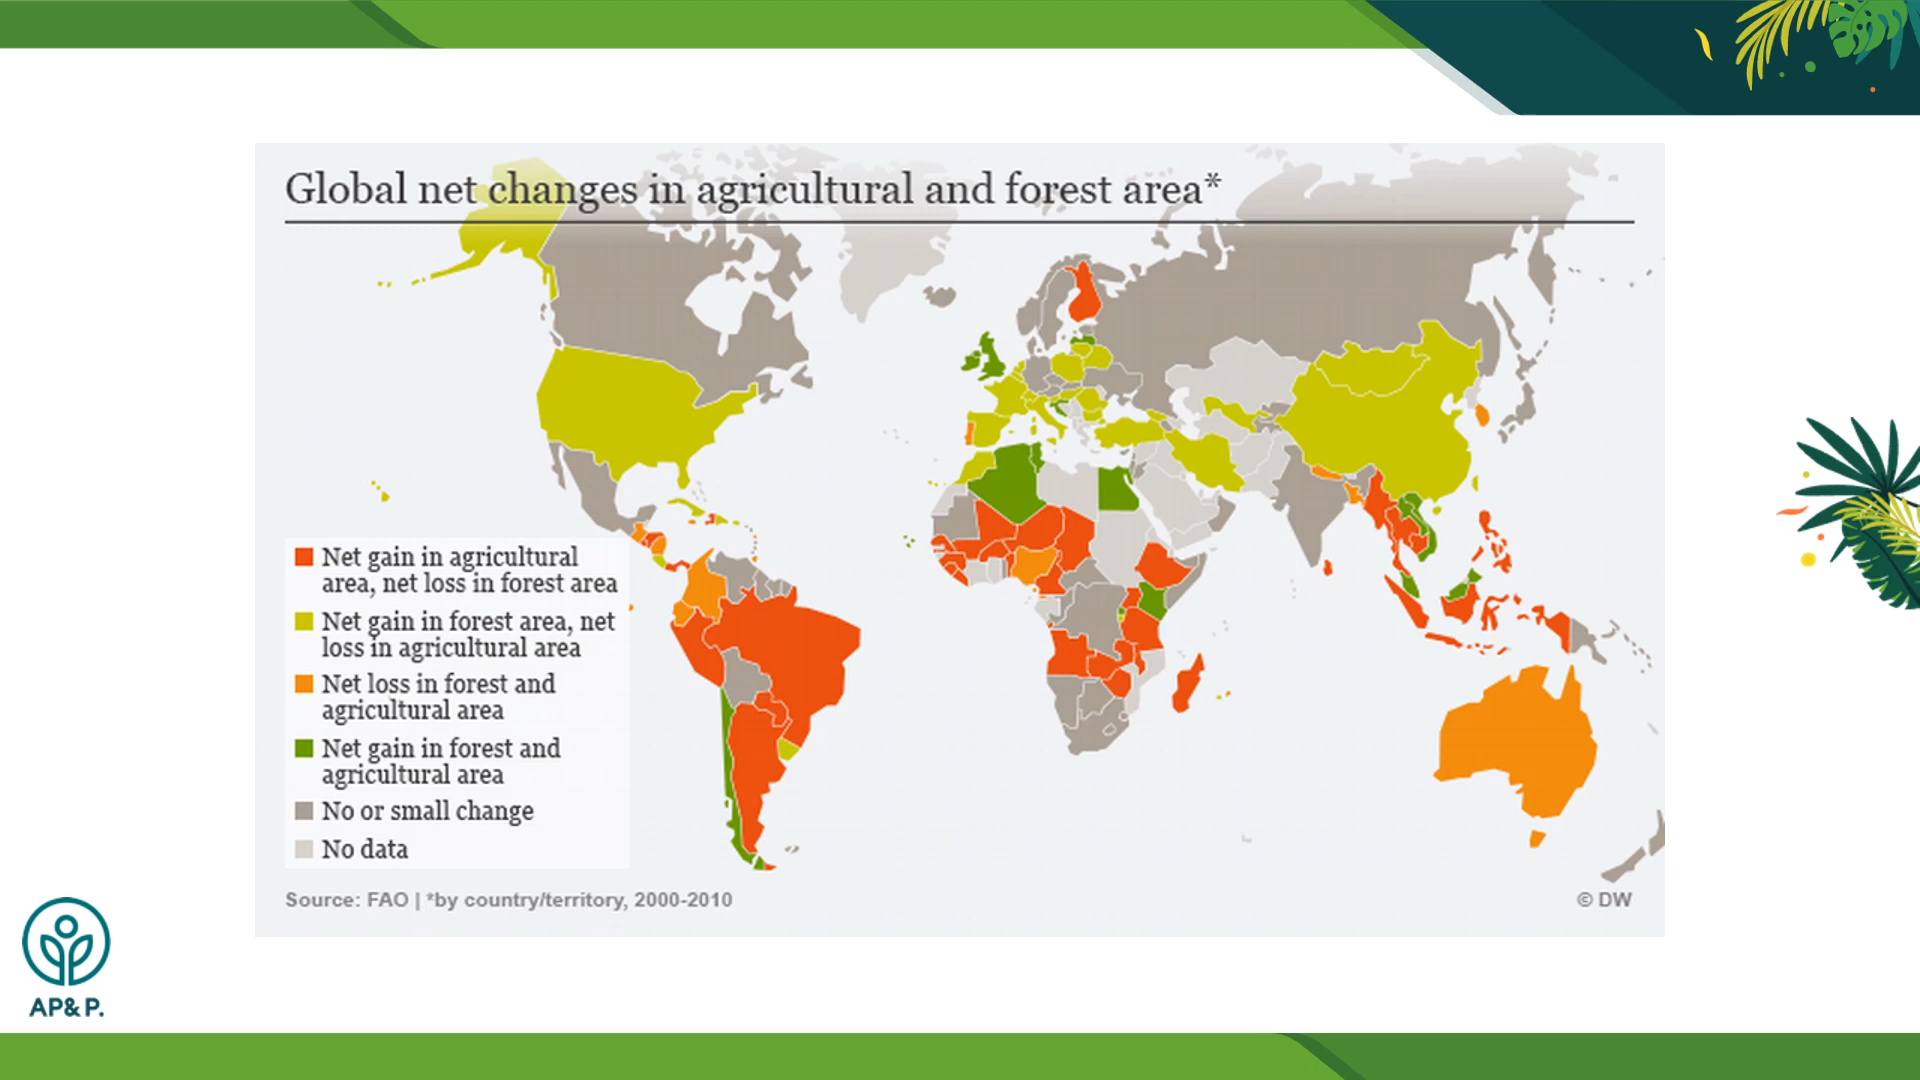 Global net changes in agricultural and forest area*
Net gain in agricultural
area, net loss in forest area
Net gain in forest area, net
loss in agricultural area
Net loss in forest and
agricultural area
Net gain in forest and
agricultural area
No or small change
No data
Source: FAO | *by country/territory, 2000-2010
© DW
AP& P.